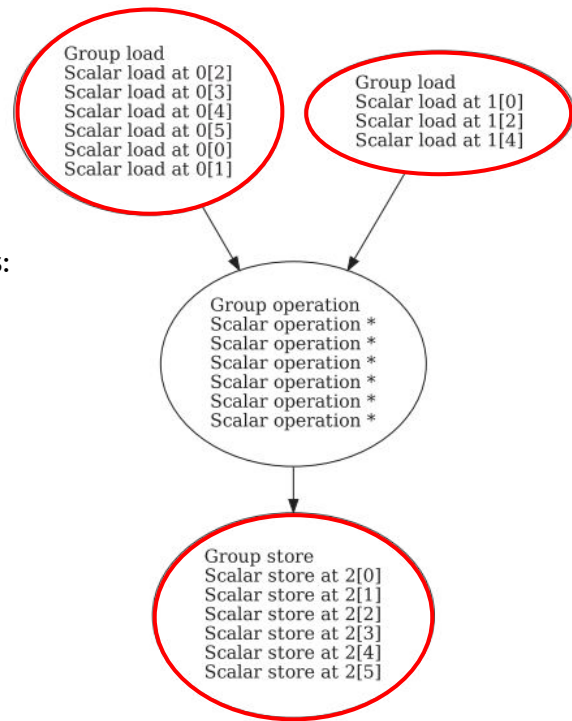 Group load
Scalar load at 0[2]
Scalar load at 0[3]
Scalar load at 0[4]
Scalar load at 0[5]
Scalar load at 0[0]
Scalar load at 0[1]
Group load
Scalar load at 1[0]
Scalar load at 1[2]
Scalar load at 1[4]
Group operation
Scalar operation *
Scalar operation *
Scalar operation *
Scalar operation *
Scalar operation *
Scalar operation *
Group store
Scalar store at 2[0]
Scalar store at 2[1]
Scalar store at 2[2]
Scalar store at 2[3]
Scalar store at 2[4]
Scalar store at 2[5]